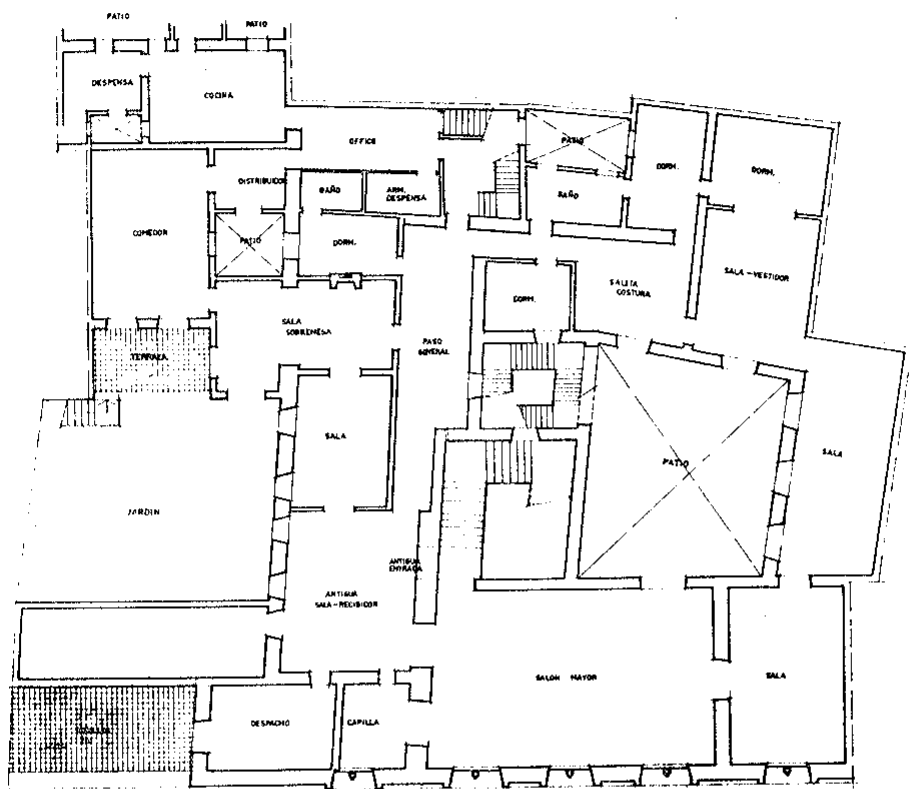 PATIO
PATIO
DESPENSA
COCINA
OFFICE
PATIO
DORM.
DORM.
DISTRIBUIDOR
BAÑO
ARM.
DESPENSA
BAÑO
COMEDOR
PATIO
DORM.
SALITA
COSTURA
SALA-VESTIDOR
DORM.
SALA
SOBREMESA
PASO
GENERAL
TERRAZA
SALA
PATIO
SALA
JARDIN
ANTIGUA
ENTRADA
ANTIGUA
SALA-RECIBIDOR
SALON MAYOR
SALA
DESPACHO
CAPILLA